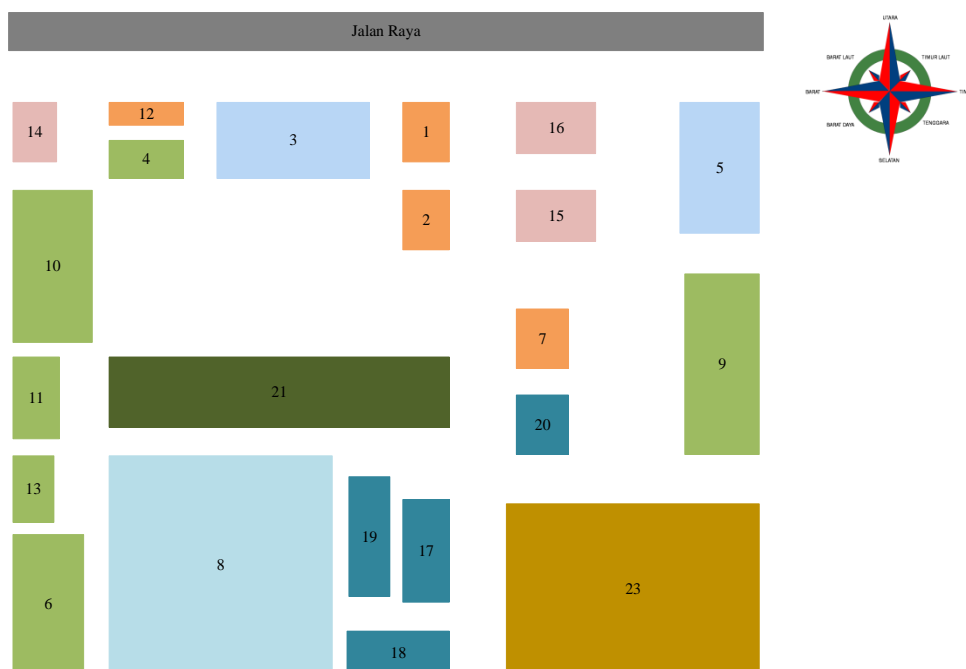 Jalan Raya
UTARA
BARAT LAUT
TIMUR LAUT
BARAT
TIM
BARAT DAYA
TENGGARA
SELATAN
14
12
4
3
1
16
5
2
15
10
7
9
11
21
20
13
19
17
8
23
6
18